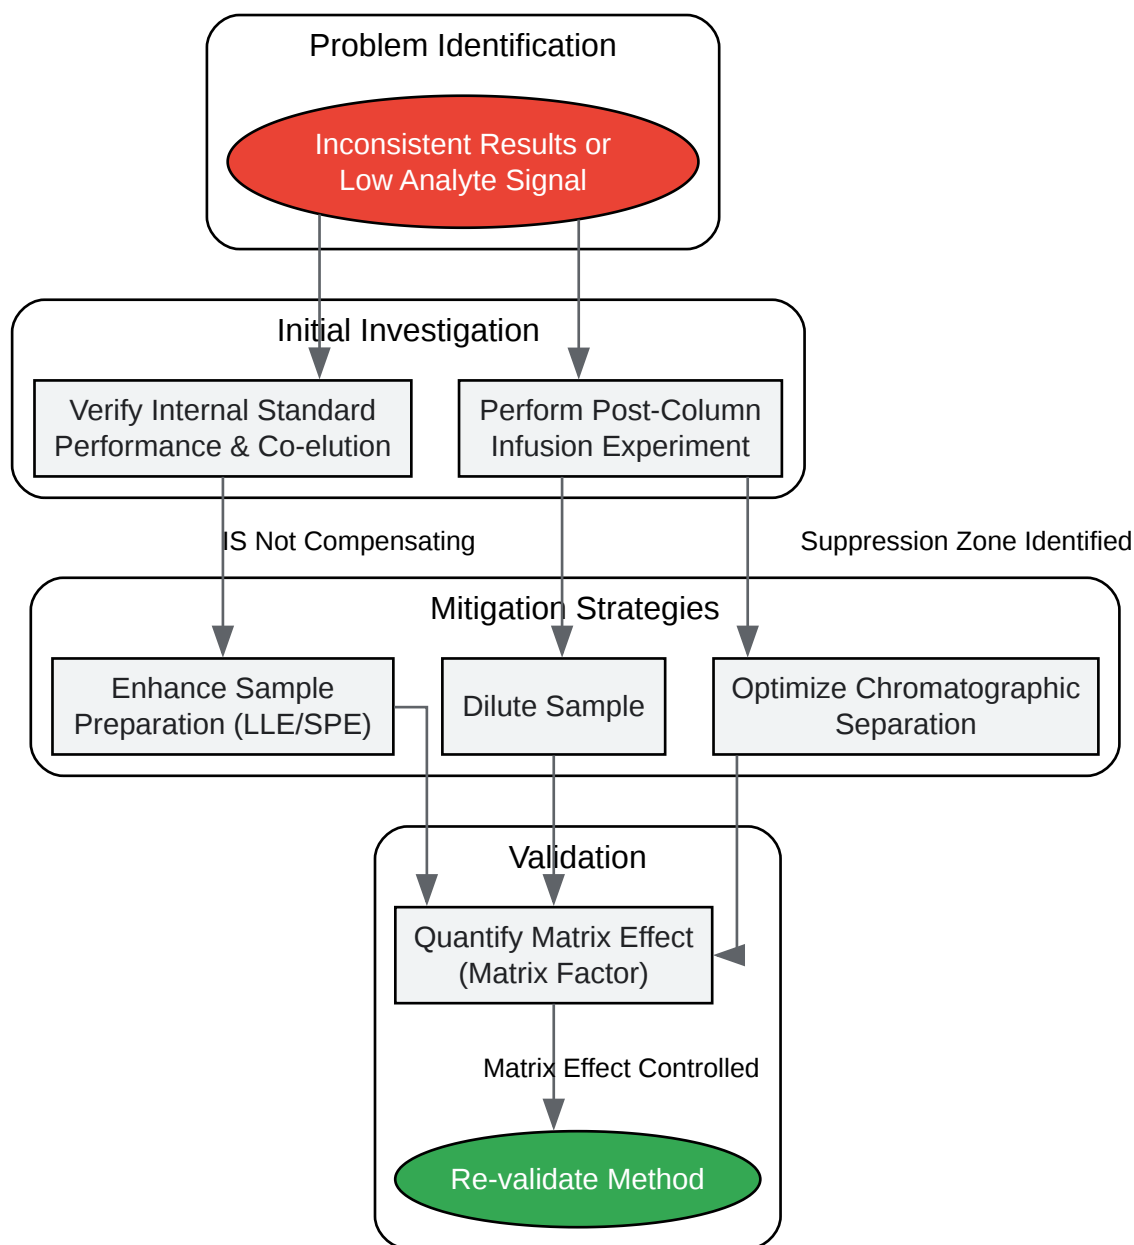 Problem Identification
Inconsistent Results or
Low Analyte Signal
Initial Investigation
Verify Internal Standard
Performance & Co-elution
Perform Post-Column
Infusion Experiment
IS Not Compensating
Suppression Zone Identified
Mitigation Strategies
Enhance Sample
Preparation (LLE/SPE)
Dilute Sample
Optimize Chromatographic
Separation
Validation
Quantify Matrix Effect
(Matrix Factor)
Matrix Effect Controlled
Re-validate Method